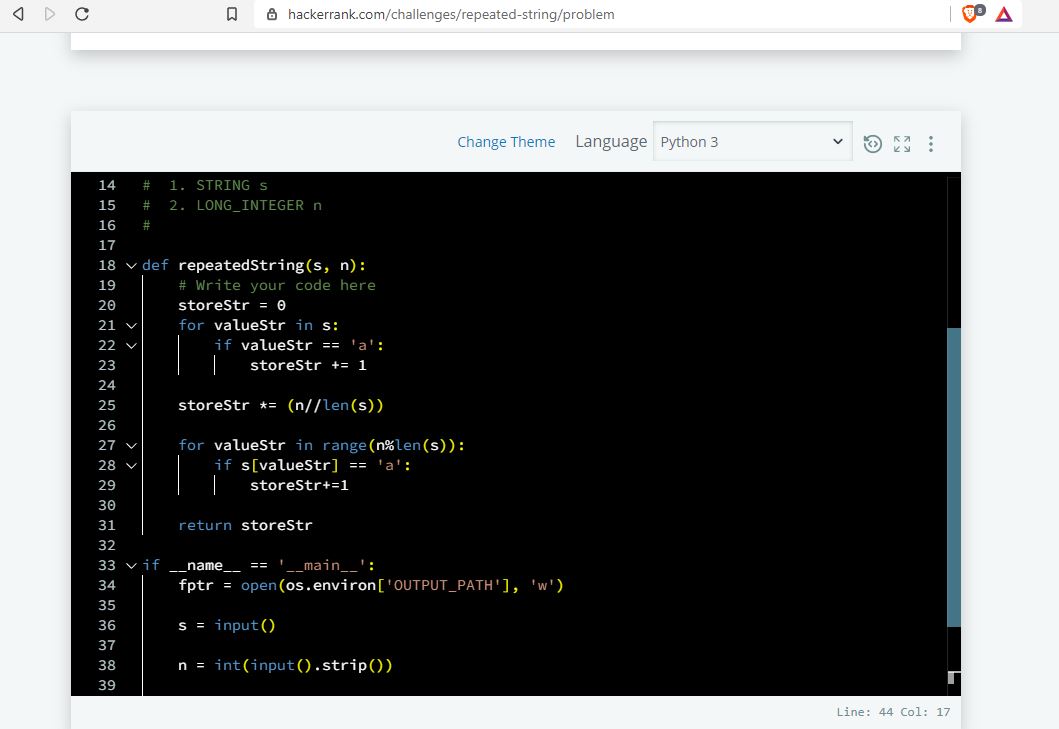 hackerrank.com/challenges/repeated-string/problem
8
Change Theme Language Python 3
14 # 1. STRING s
15 # 2. LONG_INTEGER n
16 #
17
18 def repeatedString(s, n):
19 # Write your code here
20 storeStr = 0
21 for valueStr in s:
22 if valueStr == 'a':
23 storeStr += 1
24
25 storeStr *= (n//len(s))
26
27 for valueStr in range(n%len(s)):
28 if s[valueStr] == 'a':
29 storeStr+=1
30
31 return storeStr
32
33 if __name__ == '__main__':
34 fptr = open(os.environ['OUTPUT_PATH'], 'w')
35
36 s = input()
37
38 n = int(input().strip())
39
Line: 44 Col: 17